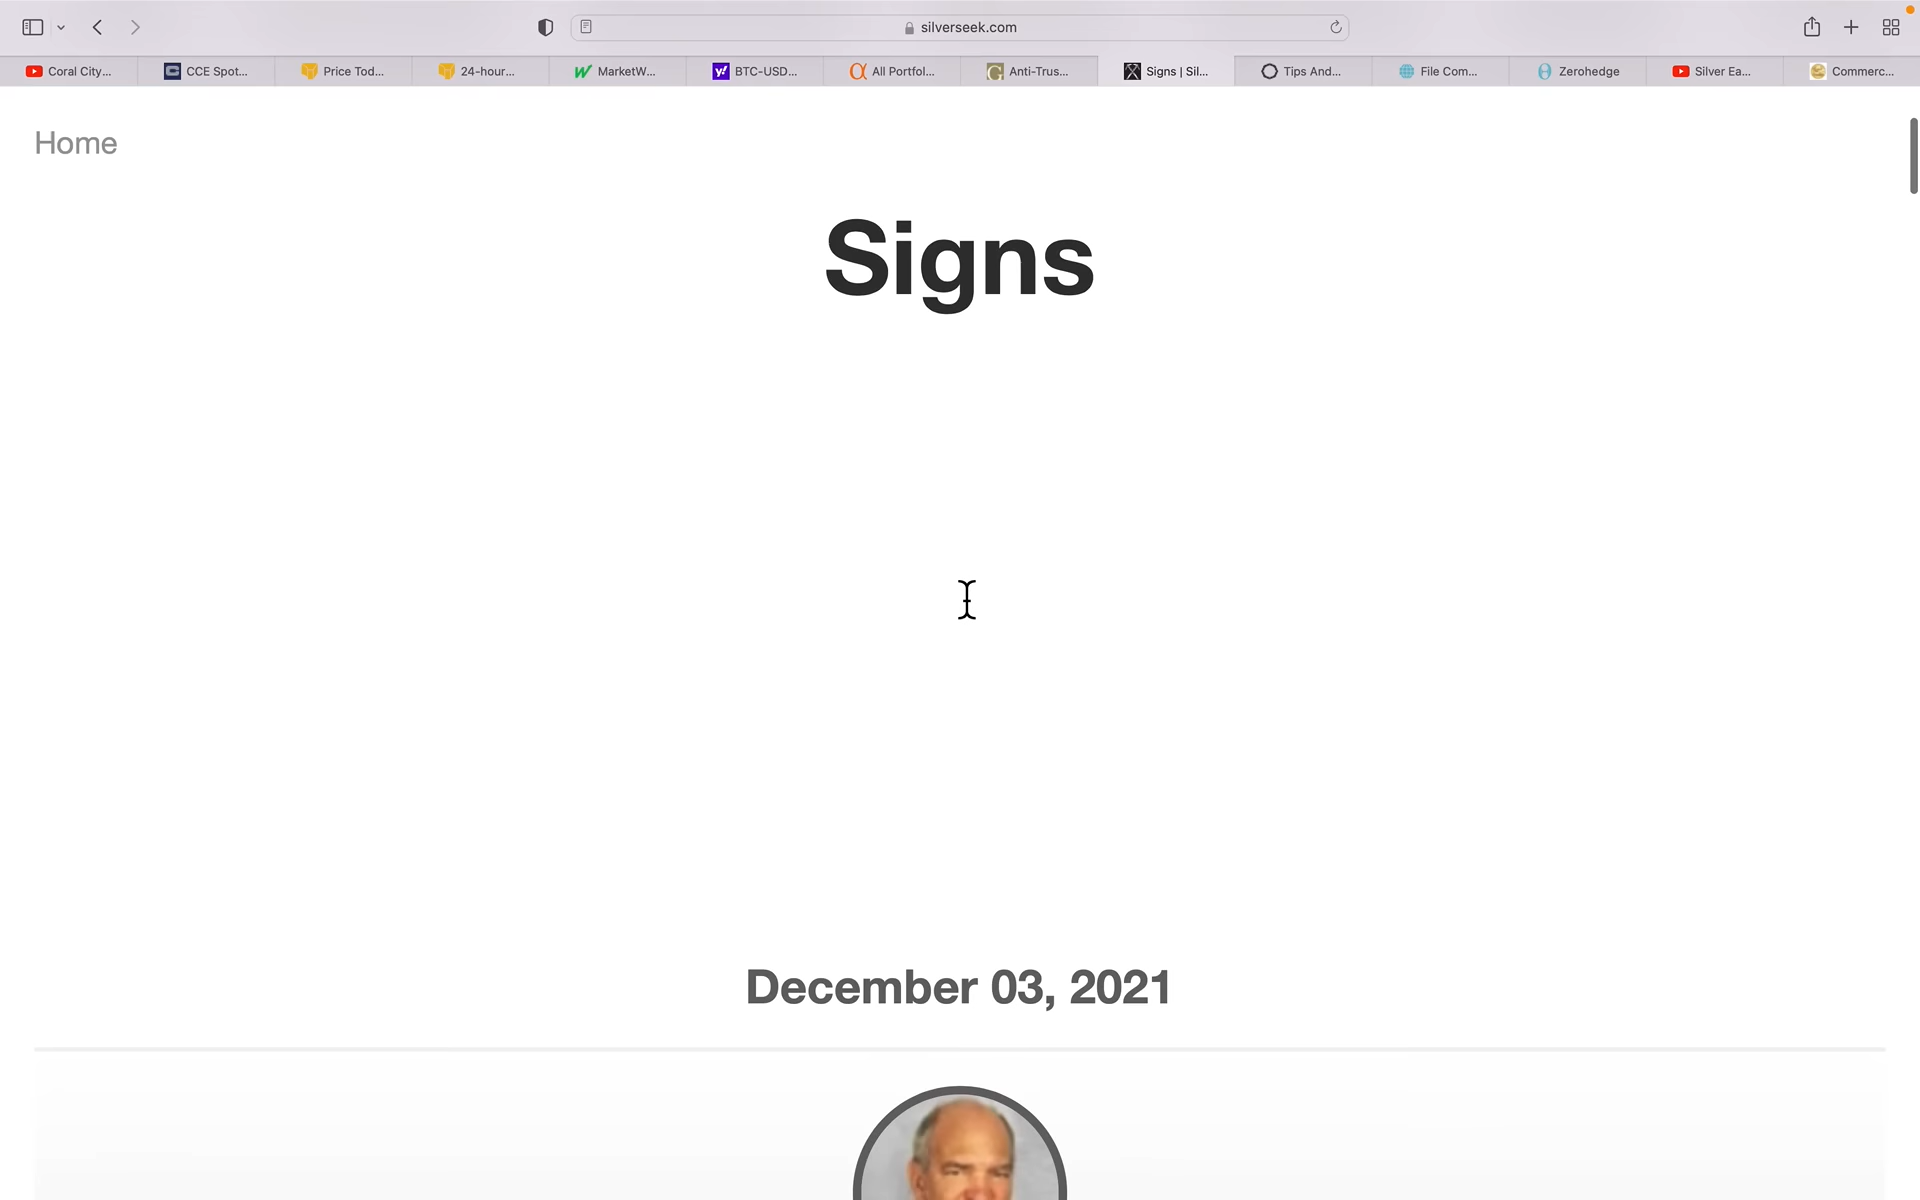 silverseek.com
Coral City...
CCE Spot...
Price Tod...
24-hour...
MarketW...
BTC-USD...
All Portfol...
Anti-Trus...
Signs | Sil...
Tips And...
File Com...
Zerohedge
Silver Ea...
Commerc...
Home
Signs
December 03, 2021